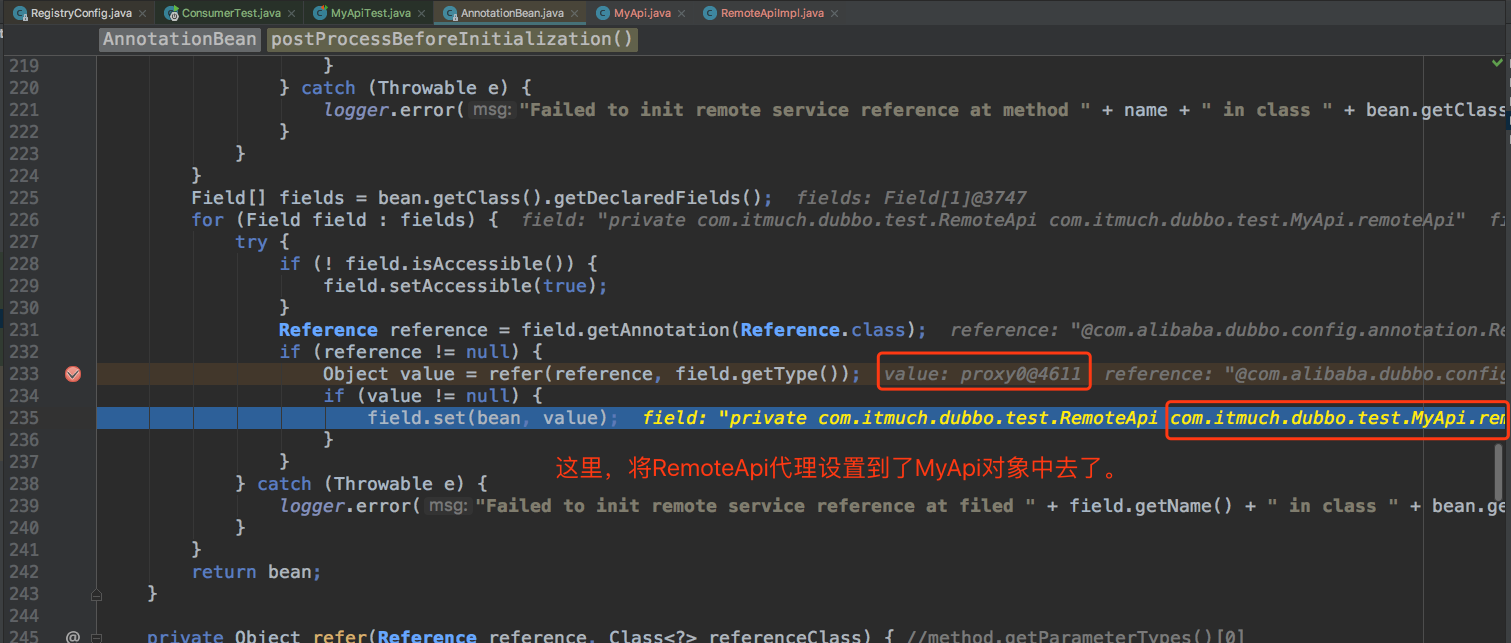 RegistryConfig.java ConsumerTest.java MyApiTest.java AnnotationBean.java MyApi.java RemoteApiImpl.java
AnnotationBean postProcessBeforeInitialization()
219 }
220 } catch (Throwable e) {
221 logger.error( msg: "Failed to init remote service reference at method " + name + " in class " + bean.getClass
222 }
223 }
224 }
225 Field[] fields = bean.getClass().getDeclaredFields(); fields: Field[1]@3747
226 for (Field field : fields) { field: "private com.itmuch.dubbo.test.RemoteApi com.itmuch.dubbo.test.MyApi.remoteApi" fi
227 try {
228 if (! field.isAccessible()) {
229 field.setAccessible(true);
230 }
231 Reference reference = field.getAnnotation(Reference.class); reference: "@com.alibaba.dubbo.config.annotation.Re
232 if (reference != null) {
233 Object value = refer(reference, field.getType()); value: proxy0@4611 reference: "@com.alibaba.dubbo.config
234 if (value != null) {
235 field.set(bean, value); field: "private com.itmuch.dubbo.test.RemoteApi com.itmuch.dubbo.test.MyApi.rem
236 }
237 }
这里，将RemoteApi代理设置到了MyApi对象中去了。
238 } catch (Throwable e) {
239 logger.error( msg: "Failed to init remote service reference at filed " + field.getName() + " in class " + bean.ge
240 }
241 }
242 return bean;
243 }
244
245 @ private Object refer(Reference reference, Class<?> referenceClass) { //method.getParameterTypes()[0]